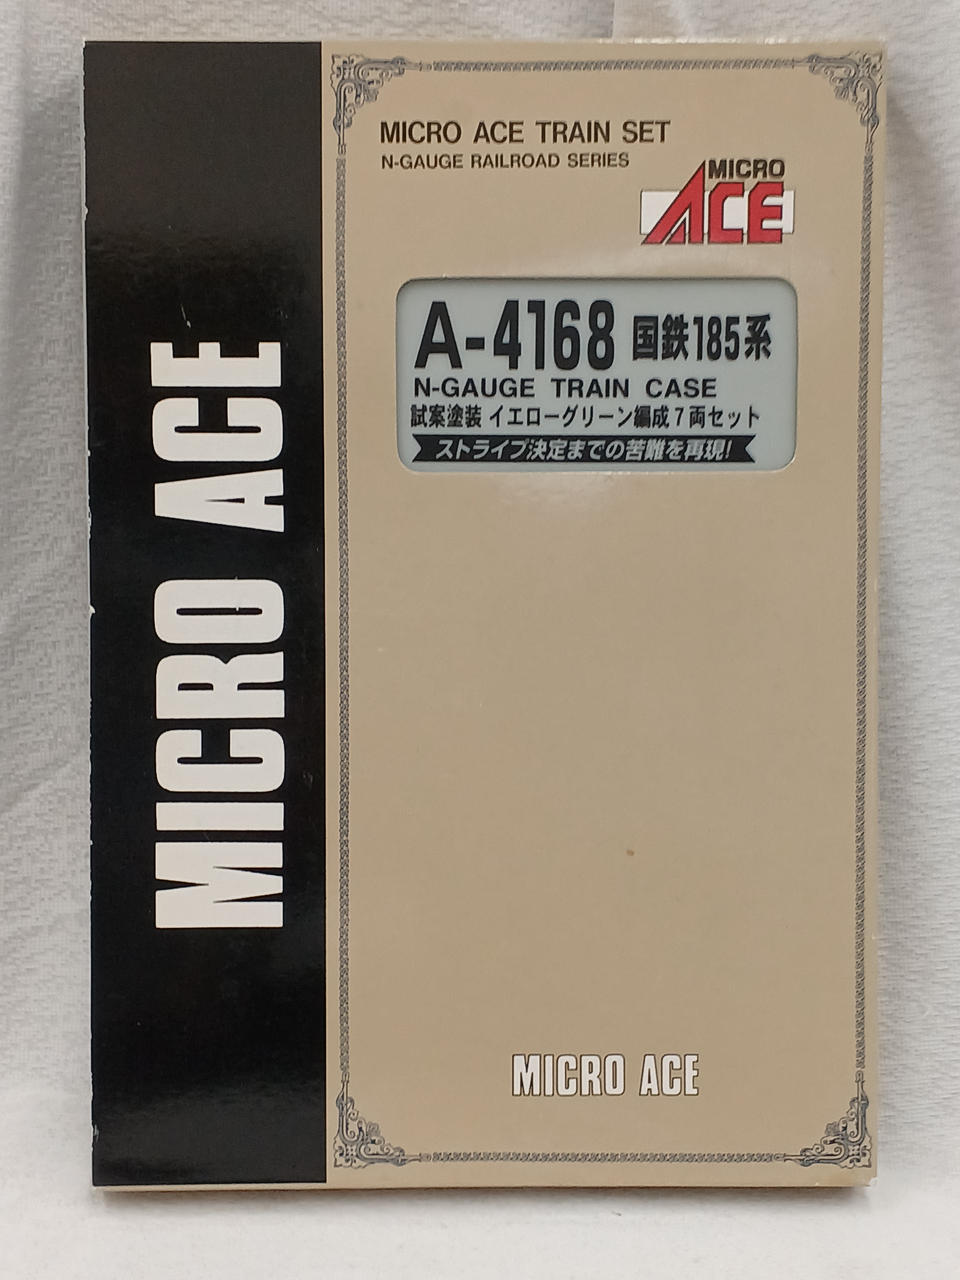 MICRO ACE
MICRO ACE TRAIN SET
N-GAUGE RAILROAD SERIES
MICRO
ACE
A-4168 国鉄185系
N-GAUGE TRAIN CASE
試案塗装 イエローグリーン編成7両セット
ストライプ決定までの苦難を再現!
MICRO ACE